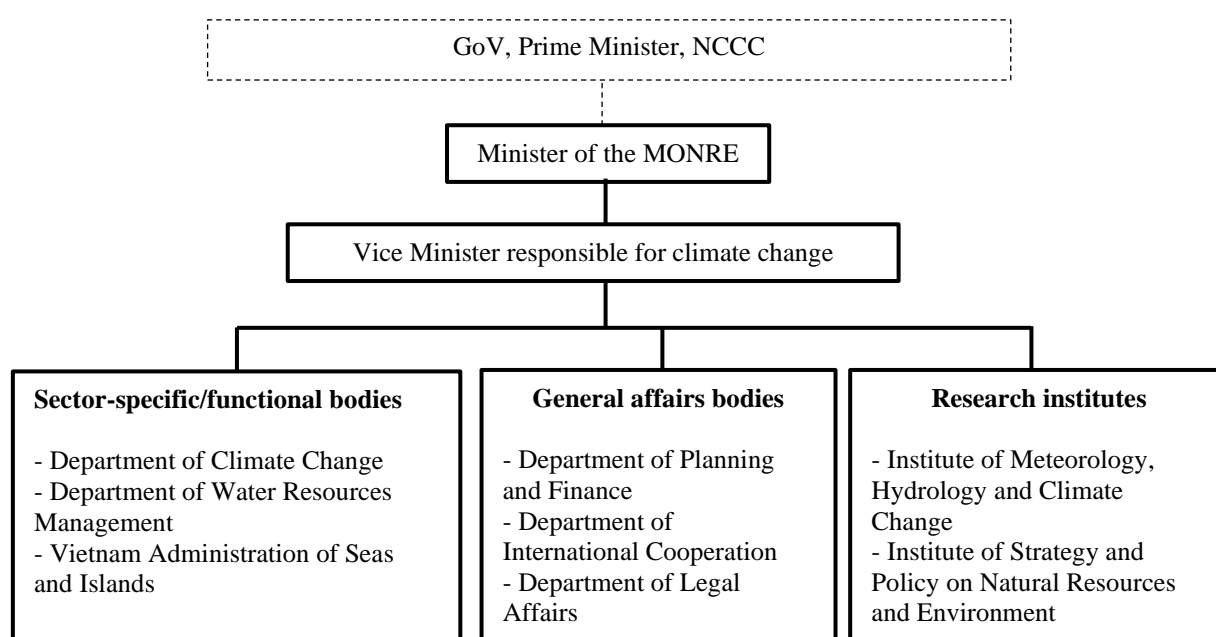 GoV, Prime Minister, NCCC
Minister of the MONRE
Vice Minister responsible for climate change
Sector-specific/functional bodies
- Department of Climate Change
- Department of Water Resources
Management
- Vietnam Administration of Seas
and Islands
General affairs bodies
- Department of Planning
and Finance
- Department of
International Cooperation
- Department of Legal
Affairs
Research institutes
- Institute of Meteorology,
Hydrology and Climate
Change
- Institute of Strategy and
Policy on Natural Resources
and Environment